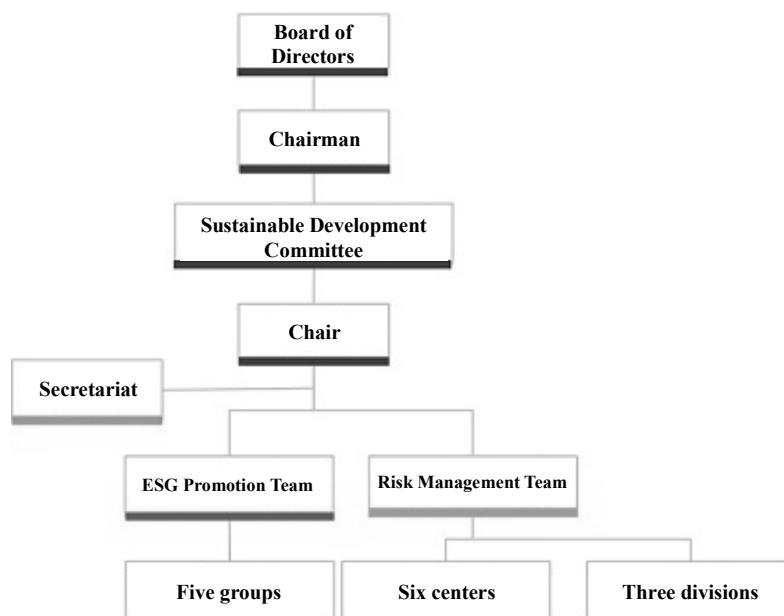 Board of
Directors
Chairman
Sustainable Development
Committee
Chair
Secretariat
ESG Promotion Team
Risk Management Team
Five groups
Six centers
Three divisions